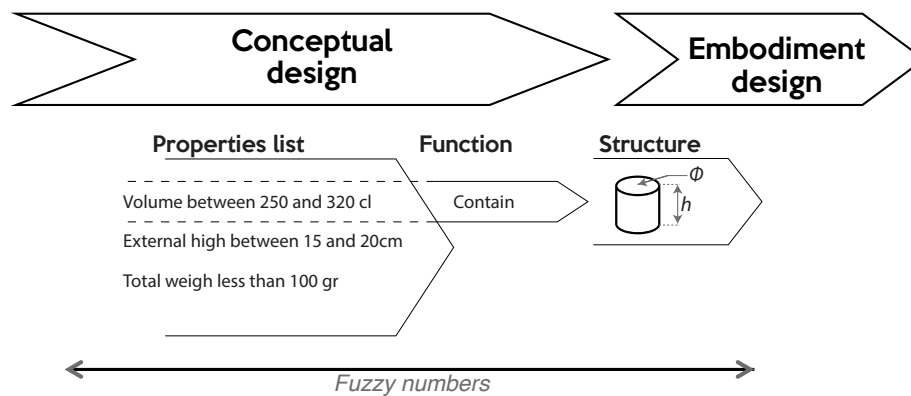 Conceptual
design
Embodiment
design
Properties list
Function
Structure
Volume between 250 and 320 cl
Contain
Φ
h
External high between 15 and 20cm
Total weigh less than 100 gr
Fuzzy numbers